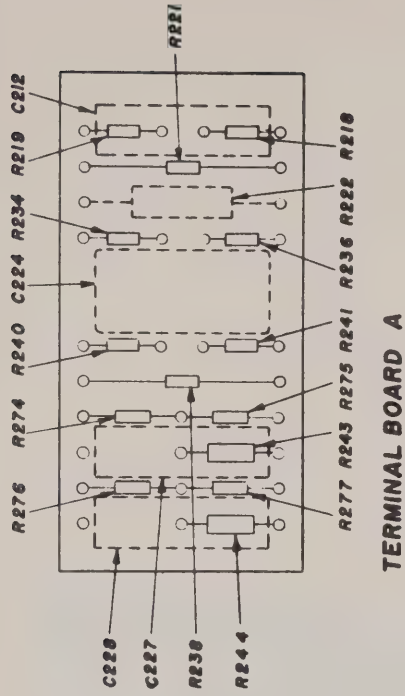 R276
R274
R240
C224
R234
R219
C212
R221
C228
C227
R238
R244
R277
R243
R275
R241
R236
R222
R218
TERMINAL BOARD A